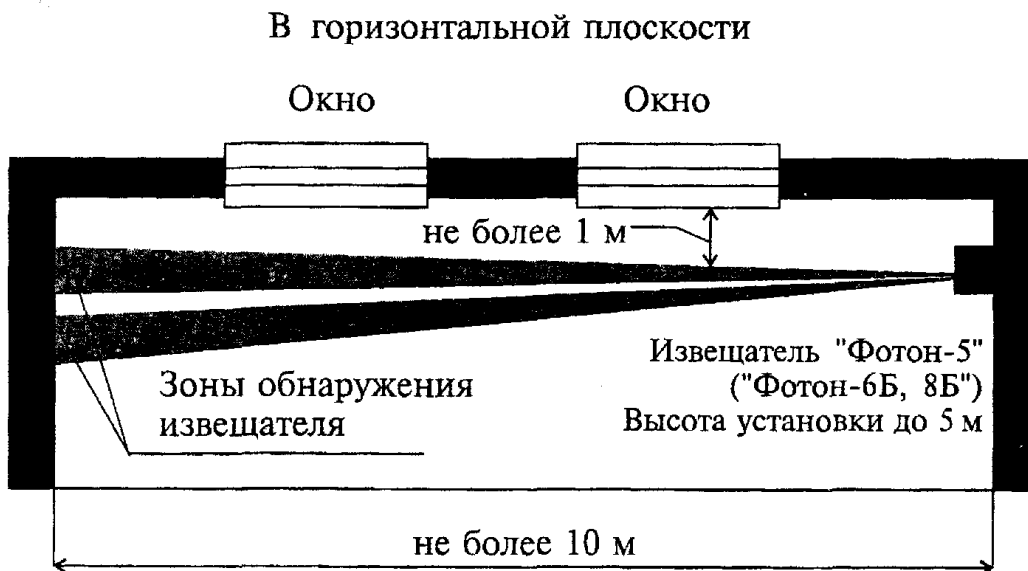 В горизонтальной плоскости
Окно
Окно
не более 1 м
Извещатель "Фотон-5"
("Фотон-6Б, 8Б")
Высота установки до 5 м
Зоны обнаружения
извещателя
не более 10 м